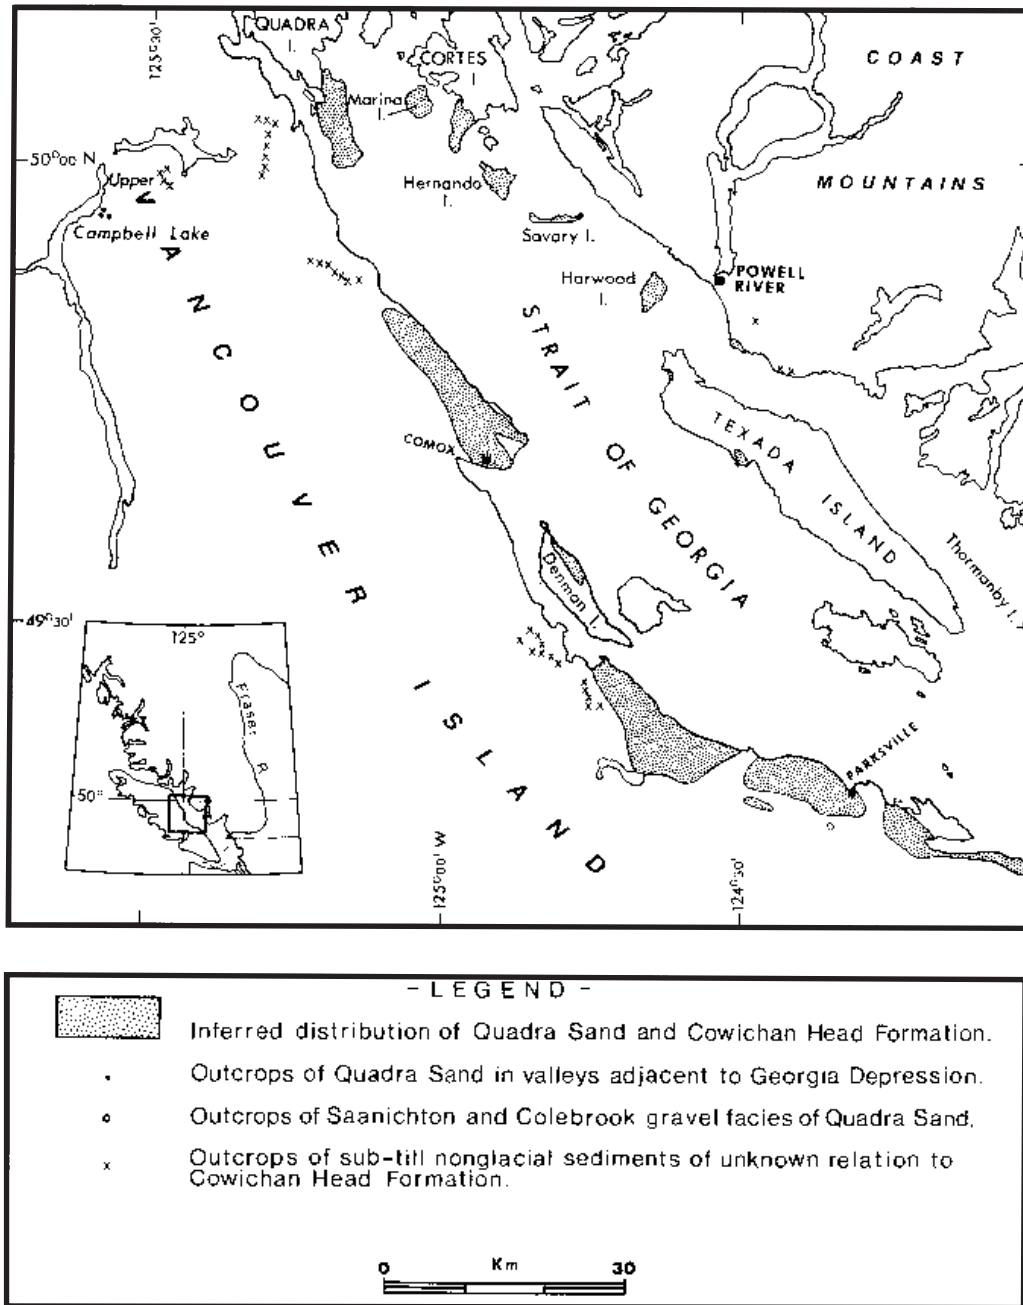 125°30'
QUADRA
I.
CORTES
I
COAST
Marina
I.
50°00 N
Upper
Campbell Lake
Hernando
I.
MOUNTAINS
Savary I.
Harwood
I.
POWELL
RIVER
VANCOUVER ISLAND
STRAIT OF GEORGIA
TEXADA ISLAND
COMOX
Denman I.
Thormanby I.
49°30'
125°
Fraser R
50°
PARKSVILLE
125°00' W
124°30'
- LEGEND -
Inferred distribution of Quadra Sand and Cowichan Head Formation.
Outcrops of Quadra Sand in valleys adjacent to Georgia Depression.
Outcrops of Saanichton and Colebrook gravel facies of Quadra Sand.
Outcrops of sub-till nonglacial sediments of unknown relation to
Cowichan Head Formation.
0 Km 30